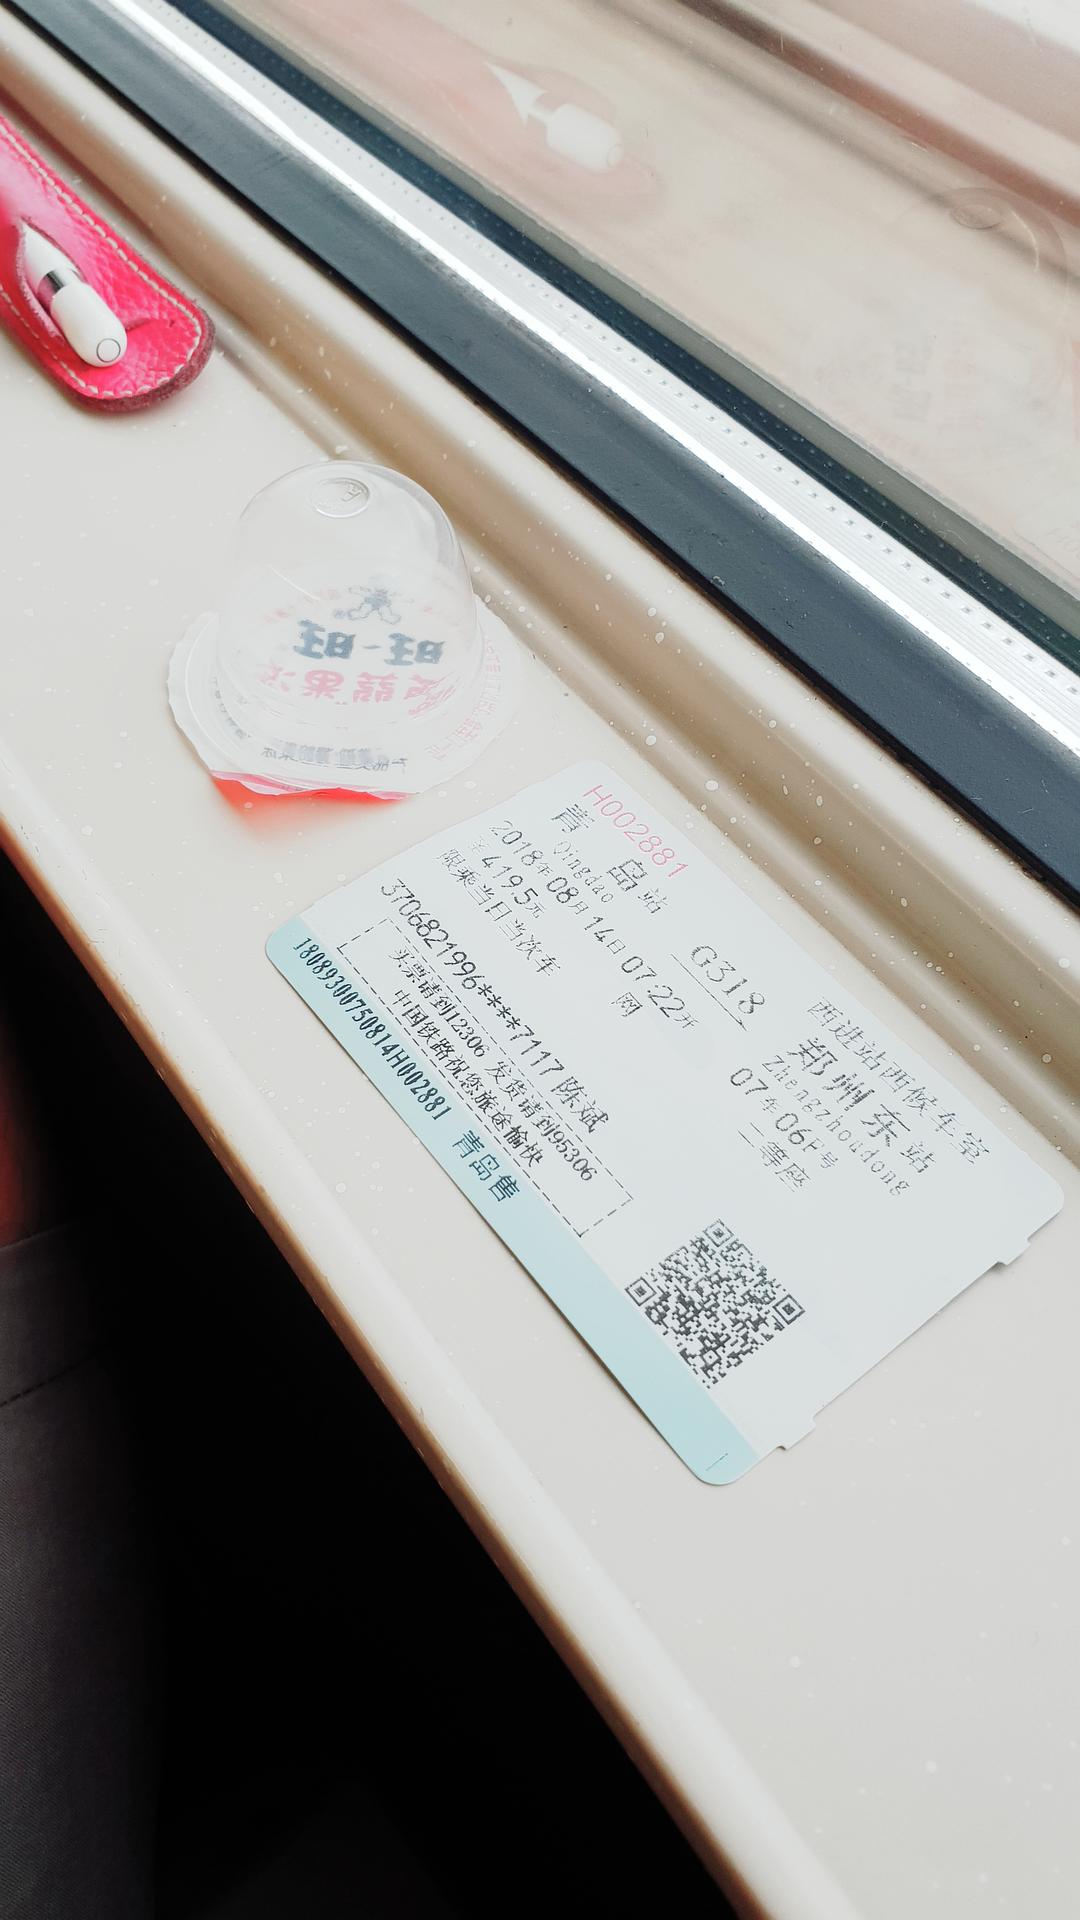 H002881
西进站西候车室
青 岛 站
G318
郑州东站
Qingdao
Zhengzhoudong
2018年08月14日 07:22开
07车06F号
¥419.5元
网
二等座
限乘当日当次车
3706821996****7117 陈斌
买票请到12306 发货请到95306
中国铁路祝您旅途愉快
18089300750814H002881 青岛售